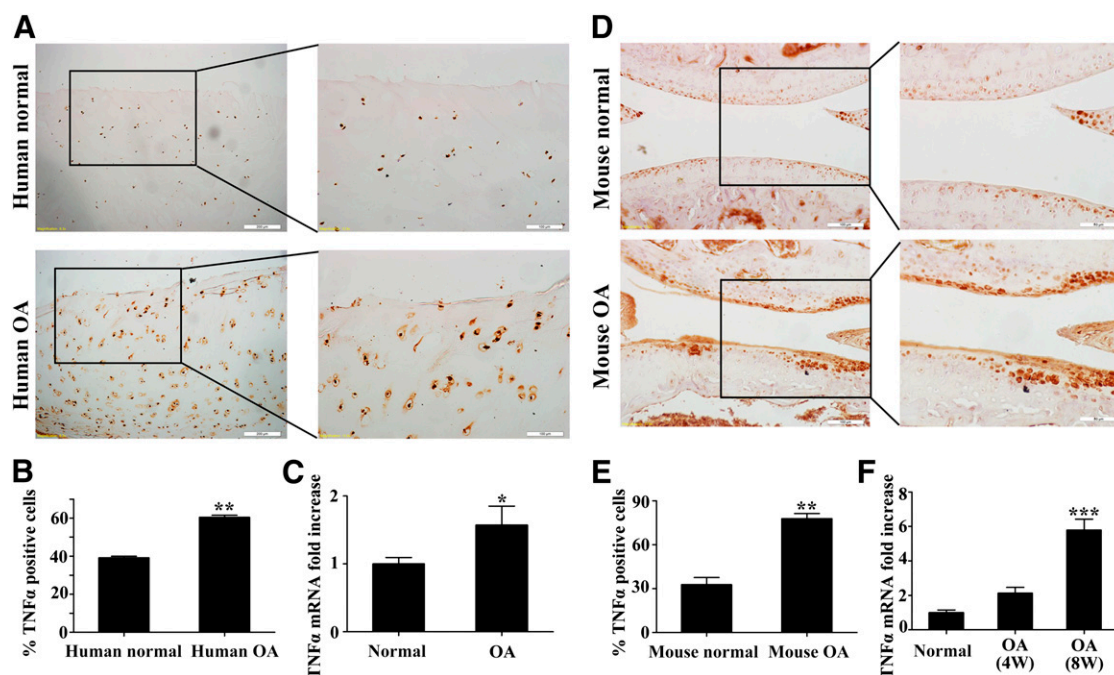 A
Human normal
Human OA
B
% TNFα positive cells
60
40
20
0
**
Human normal
Human OA
C
TNFα mRNA fold increase
2
1
0
*
Normal
OA
D
Mouse normal
Mouse OA
E
% TNFα positive cells
90
60
30
0
**
Mouse normal
Mouse OA
F
TNFα mRNA fold increase
8
6
4
2
0
***
Normal
OA
(4W)
OA
(8W)